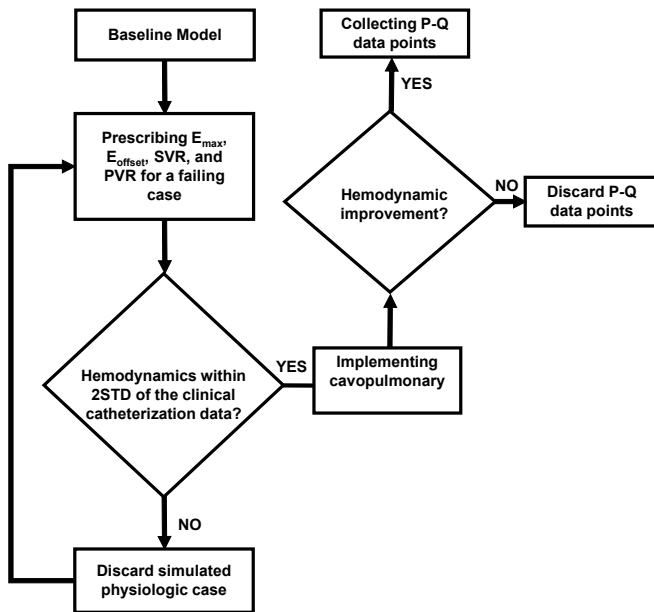 Baseline Model
Prescribing Emax,
Eoffset, SVR, and
PVR for a failing
case
Hemodynamics within
2STD of the clinical
catheterization data?
NO
Discard simulated
physiologic case
YES
Implementing
cavopulmonary
Hemodynamic
improvement?
YES
Collecting P-Q
data points
NO
Discard P-Q
data points